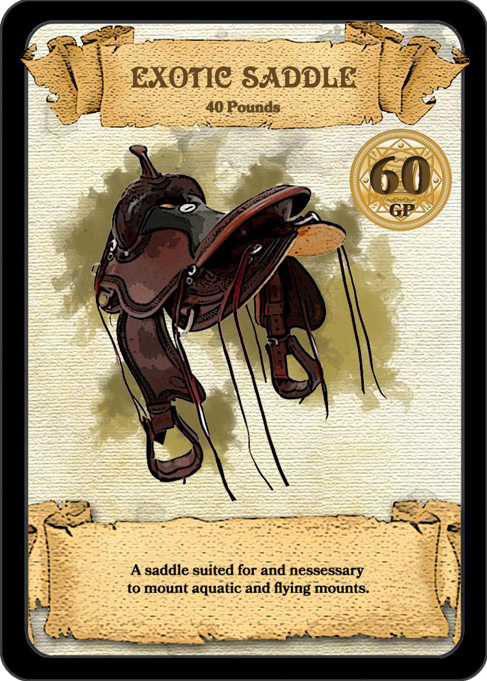 EXOTIC SADDLE
40 Pounds
60
GP
A saddle suited for and nessessary
to mount aquatic and flying mounts.